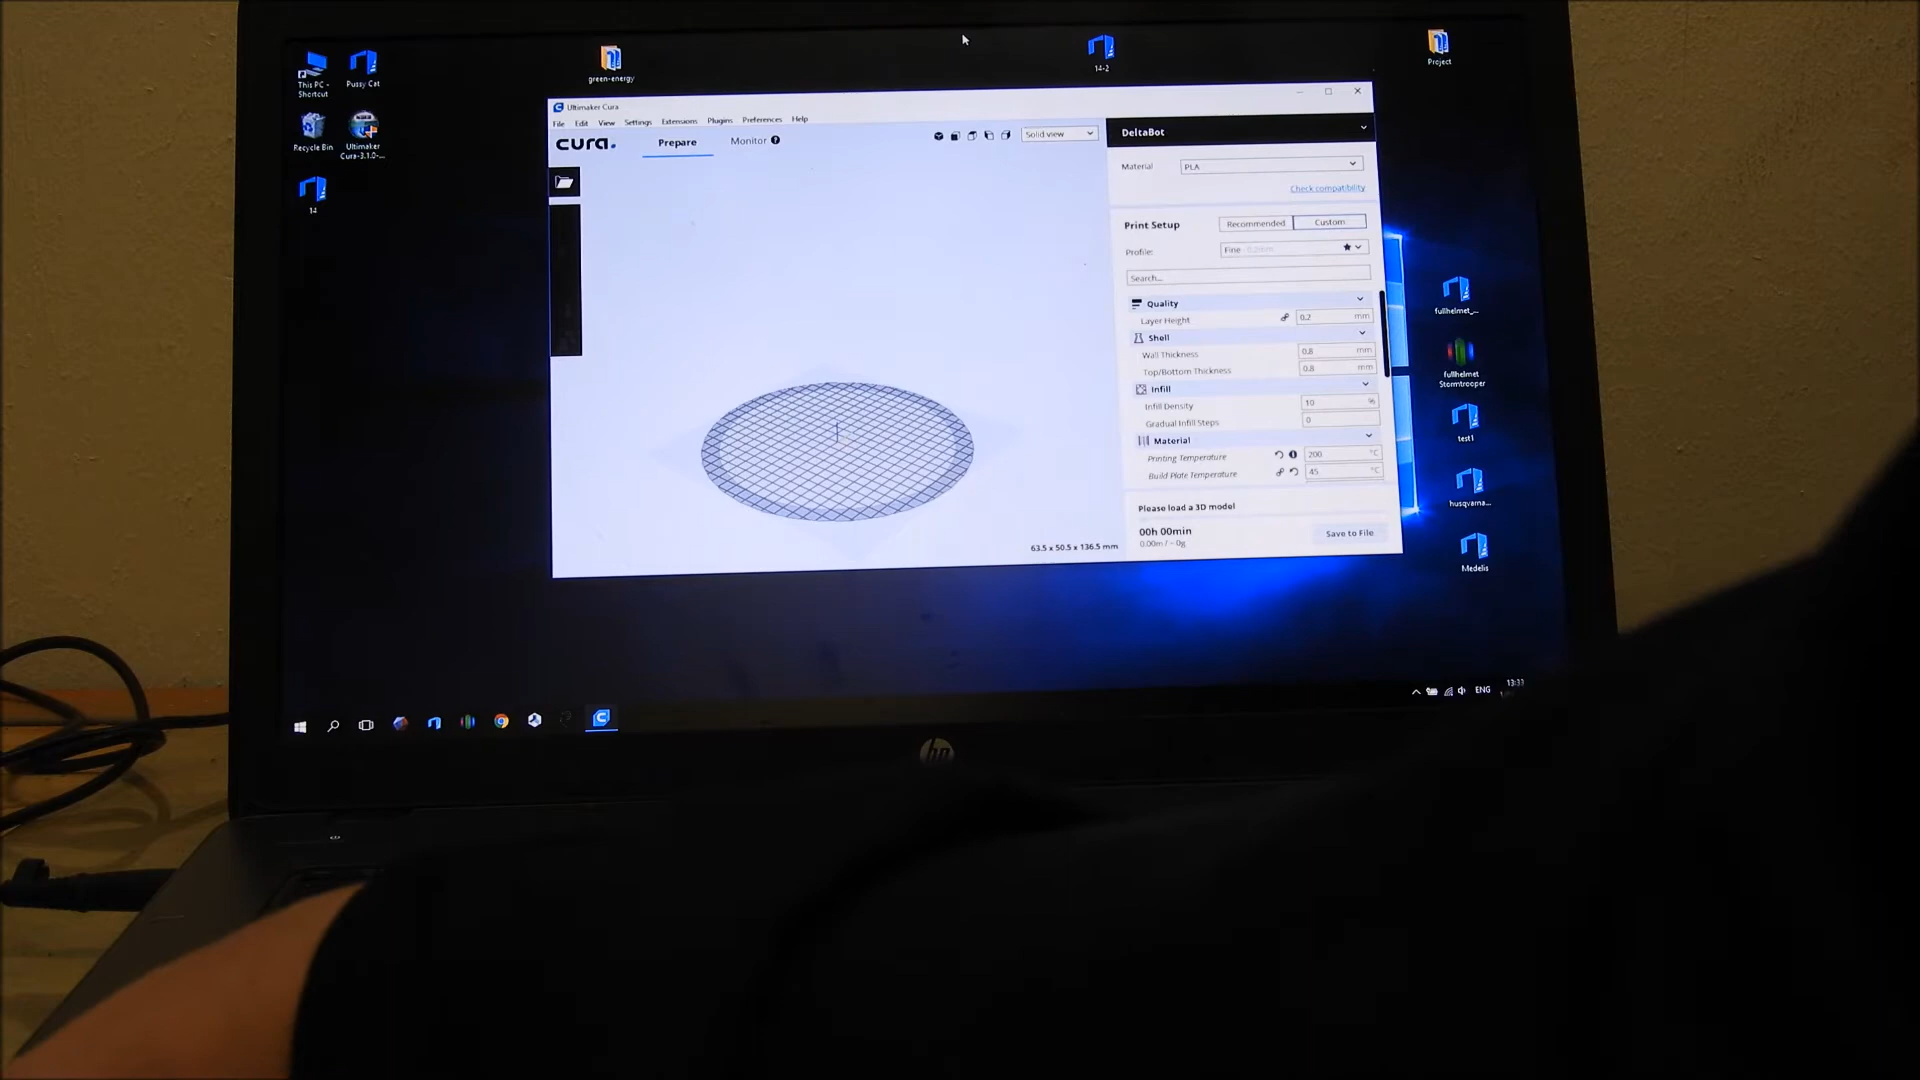 This PC -
Shortcut
Pussy Cat
green-energy
14-2
Project
Recycle Bin
Ultimaker
Cura-3.1.0-...
14
Ultimaker Cura
File Edit View Settings Extensions Plugins Preferences Help
cura.
Prepare
Monitor
Solid view
DeltaBot
Material
PLA
Check compatibility
Print Setup
Recommended
Custom
Profile:
Fine
Search...
Quality
Layer Height
0.2 mm
Shell
Wall Thickness
0.8 mm
Top/Bottom Thickness
0.8 mm
Infill
Infill Density
10 %
Gradual Infill Steps
0
Material
Printing Temperature
200 °C
Build Plate Temperature
45 °C
Please load a 3D model
00h 00min
0.00m / ~ 0g
Save to File
63.5 x 50.5 x 136.5 mm
fullhelmet_...
fullhelmet
Stormtrooper
test1
husqvarna...
Medelis
ENG
13:33
hp